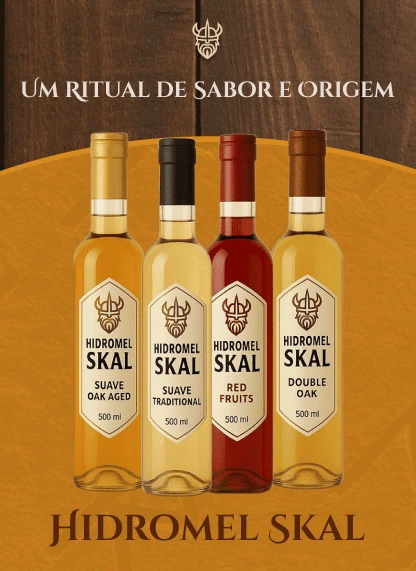 Um Ritual de Sabor e Origem
HIDROMEL
SKAL
SUAVE
OAK AGED
500 ml
HIDROMEL
SKAL
SUAVE
TRADITIONAL
500 ml
HIDROMEL
SKAL
RED
FRUITS
500 ml
HIDROMEL
SKAL
DOUBLE
OAK
500 ml
Hidromel Skal